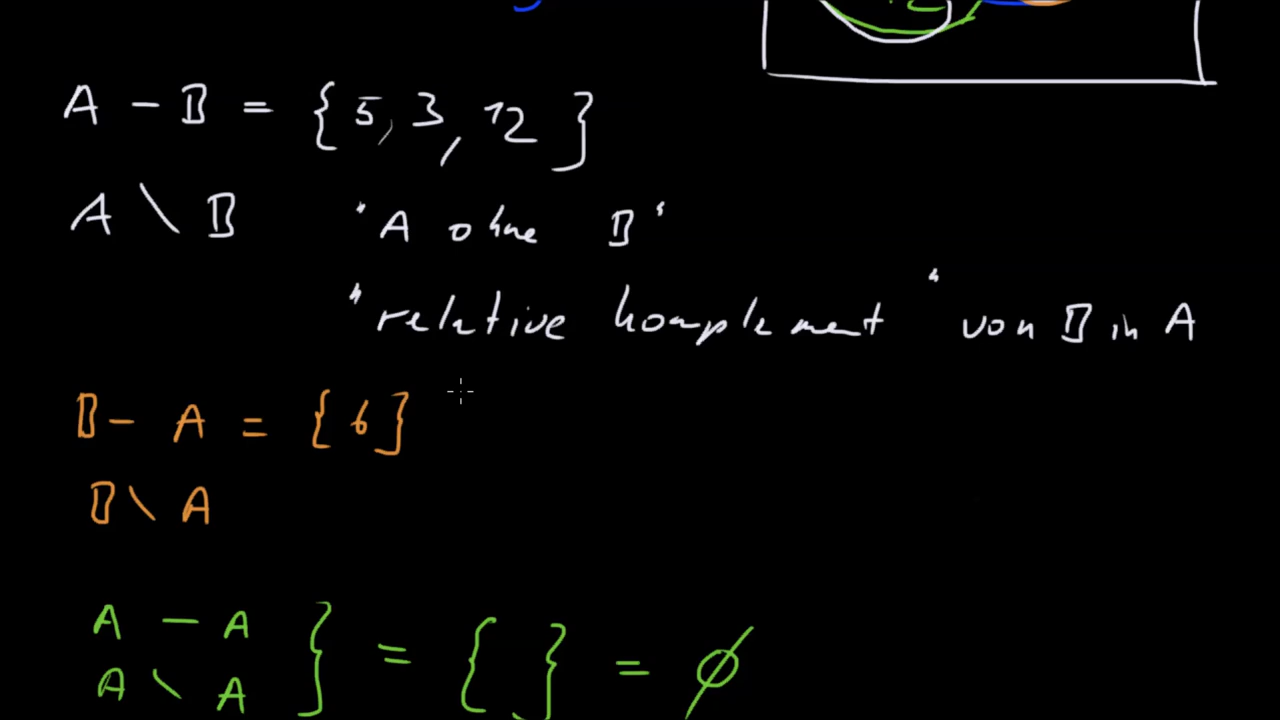 A - B = { 5, 3, 12 }
A \ B "A ohne B"
"relative komplement" von B in A
B - A = { 6 }
B \ A
A - A
A \ A } = { } = ∅